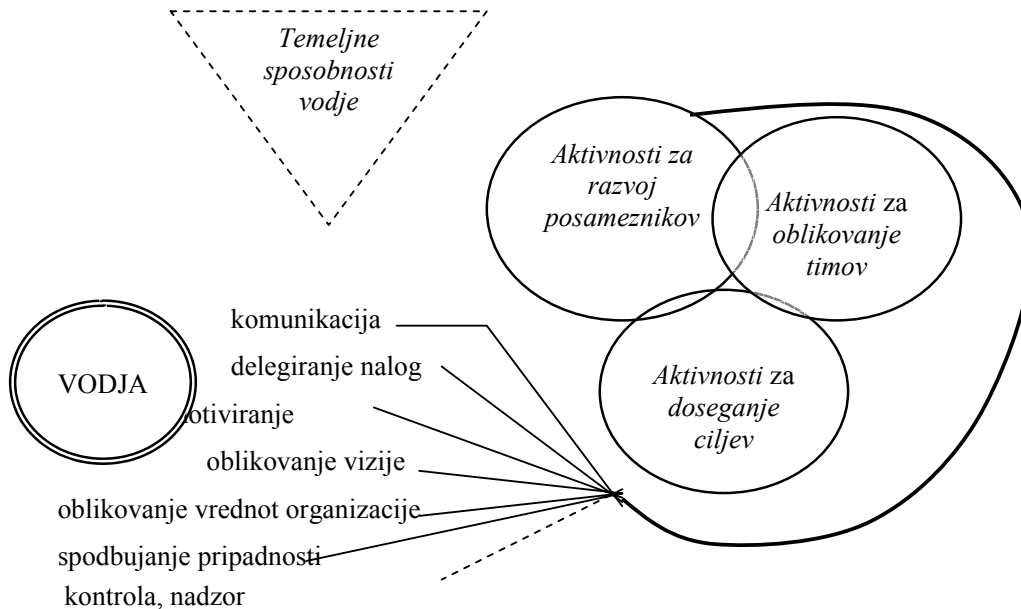 Temeljne
sposobnosti
vodje
Aktivnosti za
razvoj
posameznikov
Aktivnosti za
oblikovanje
timov
Aktivnosti za
doseganje
ciljev
VODJA
komunikacija
delegiranje nalog
otiviranje
oblikovanje vizije
oblikovanje vrednot organizacije
spodbujanje pripadnosti
kontrola, nadzor